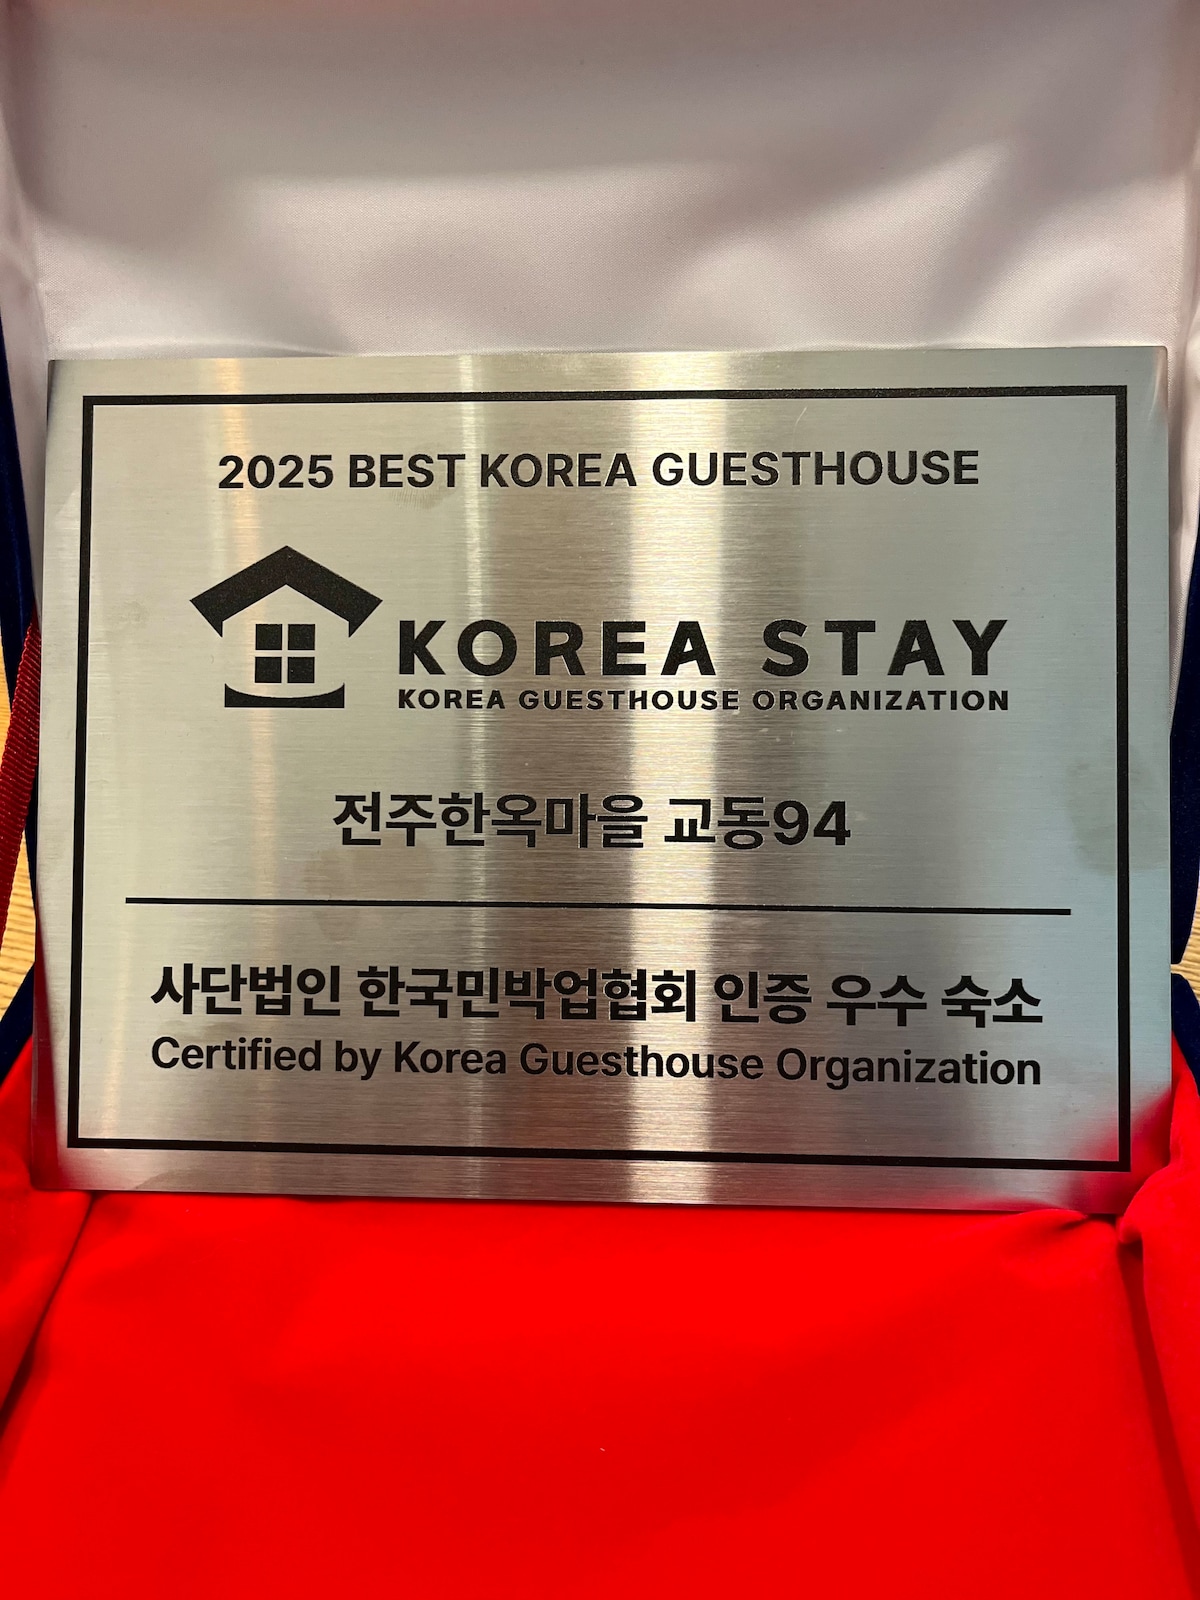 2025 BEST KOREA GUESTHOUSE
KOREA STAY
KOREA GUESTHOUSE ORGANIZATION
전주한옥마을 교동94
사단법인 한국민박업협회 인증 우수 숙소
Certified by Korea Guesthouse Organization